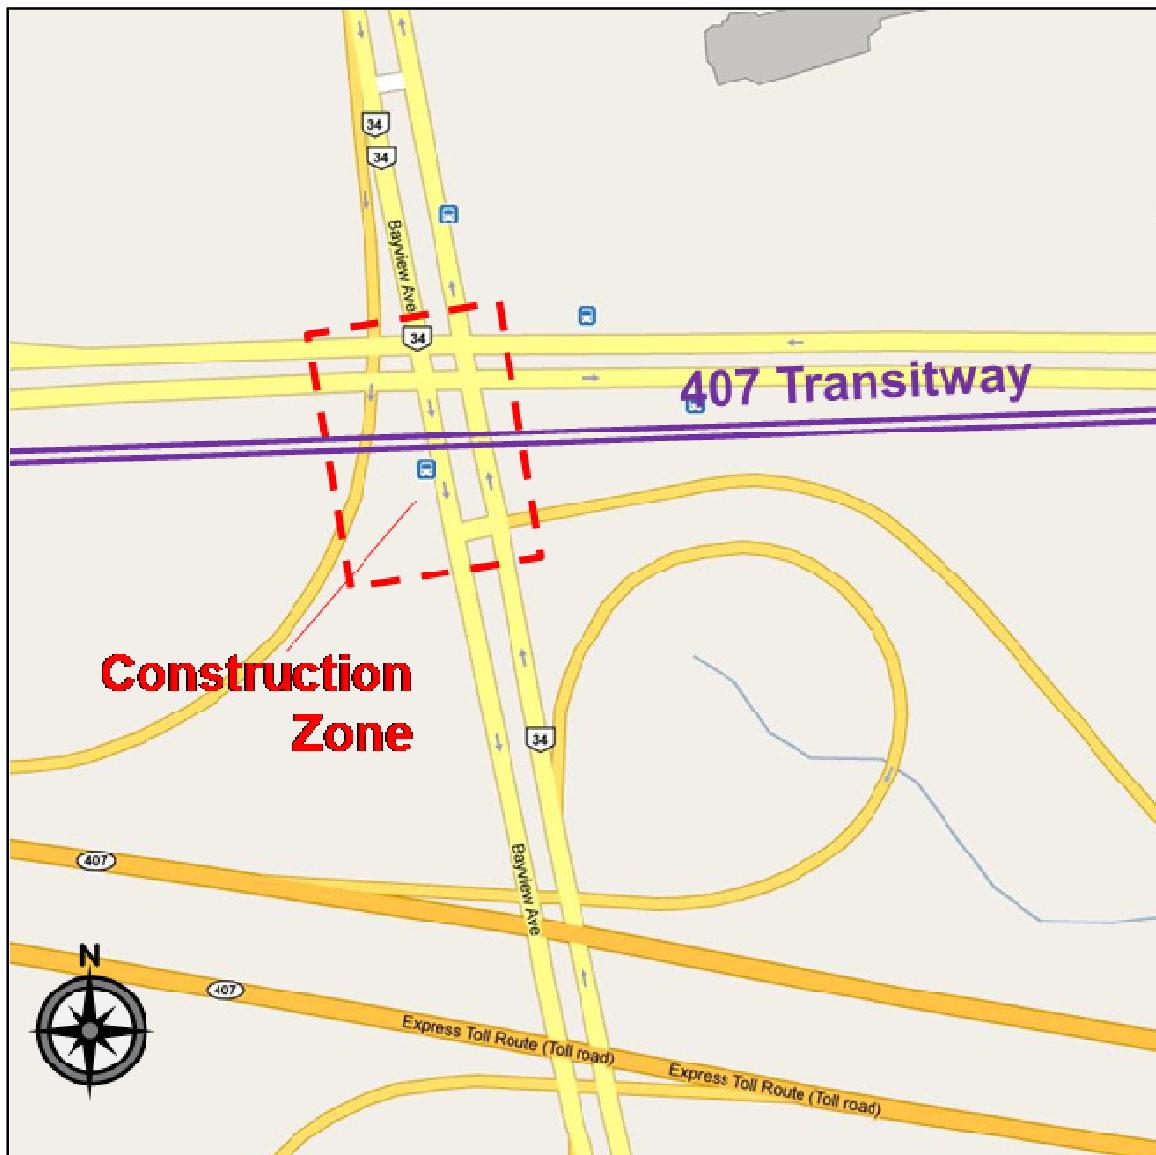 34
34
Bayview Ave
34
407 Transitway
Construction
Zone
34
407
Bayview Ave
N
407
Express Toll Route (Toll road)
Express Toll Route (Toll road)